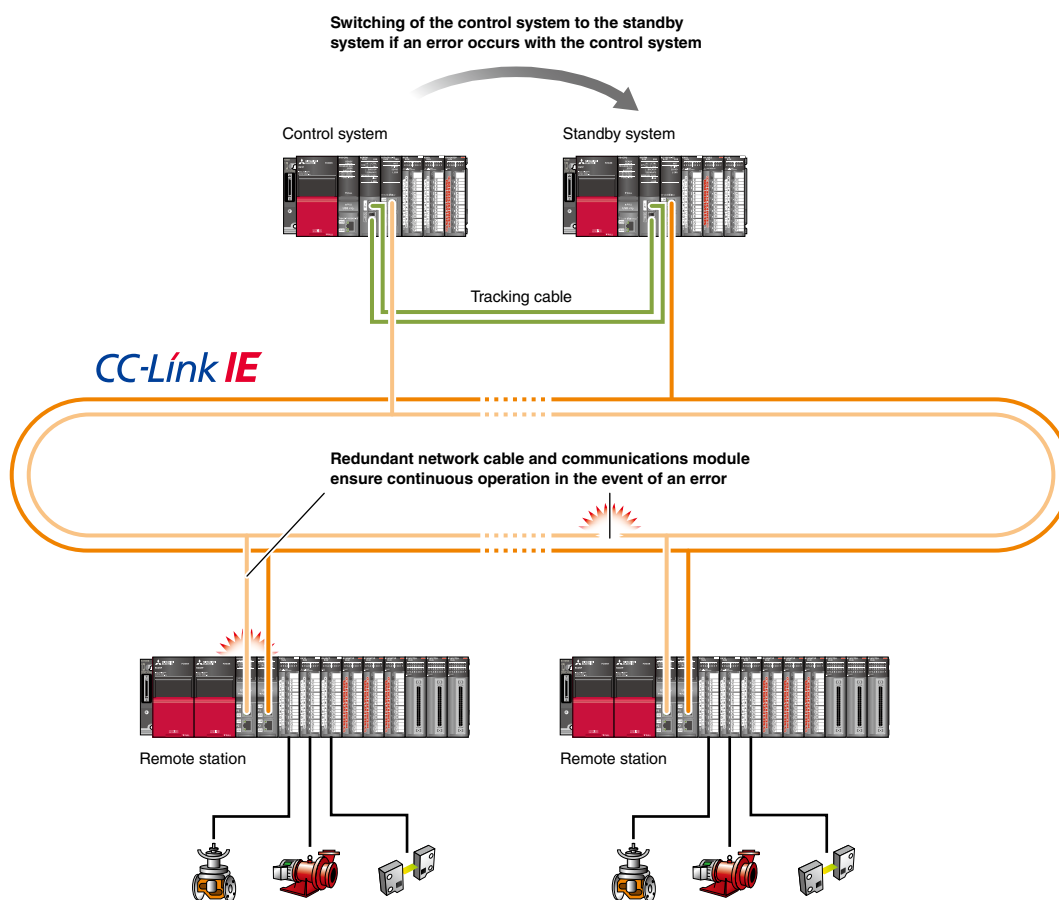 Switching of the control system to the standby
system if an error occurs with the control system
Control system
Standby system
Tracking cable
CC-Link IE
Redundant network cable and communications module
ensure continuous operation in the event of an error
Remote station
Remote station